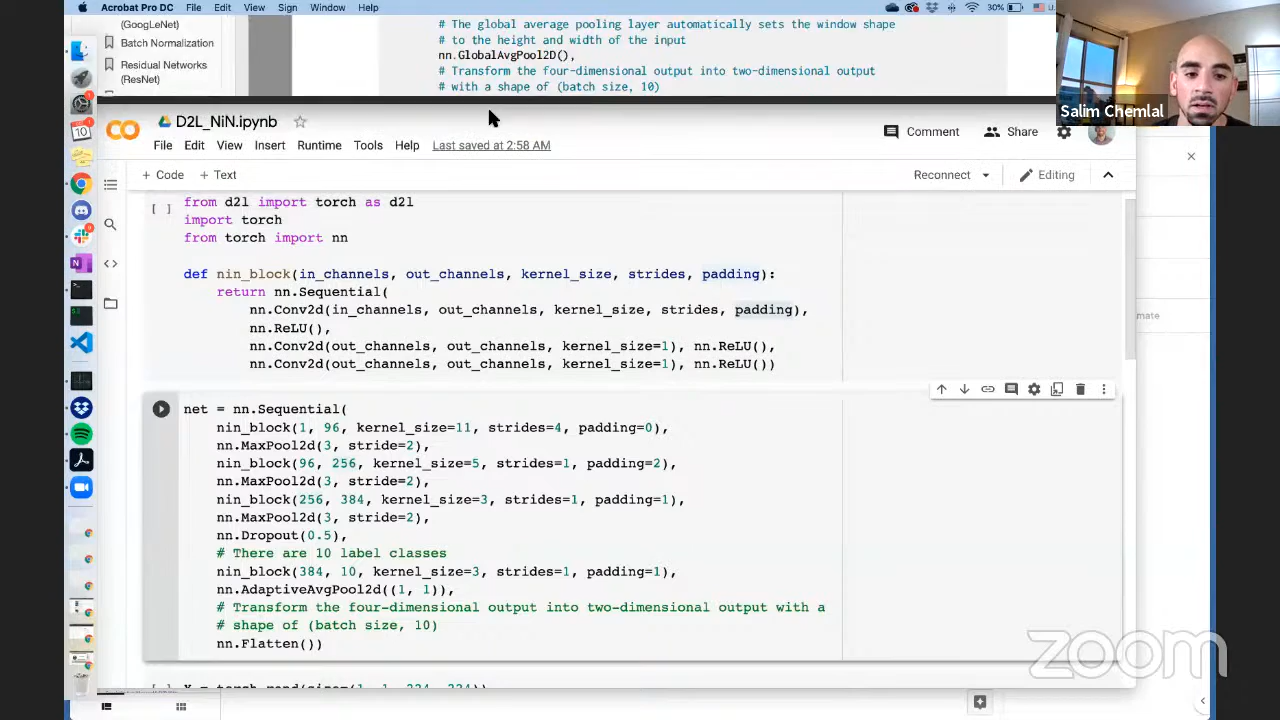 Acrobat Pro DC File Edit View Sign Window Help
30%
(GoogLeNet)
Batch Normalization
Residual Networks
(ResNet)
# The global average pooling layer automatically sets the window shape
# to the height and width of the input
nn.GlobalAvgPool2D(),
# Transform the four-dimensional output into two-dimensional output
# with a shape of (batch size, 10)
Salim Chemlal
D2L_NiN.ipynb
Comment Share
File Edit View Insert Runtime Tools Help Last saved at 2:58 AM
+ Code + Text
Reconnect Editing
[ ] from d2l import torch as d2l
import torch
from torch import nn
def nin_block(in_channels, out_channels, kernel_size, strides, padding):
return nn.Sequential(
nn.Conv2d(in_channels, out_channels, kernel_size, strides, padding),
nn.ReLU(),
nn.Conv2d(out_channels, out_channels, kernel_size=1), nn.ReLU(),
nn.Conv2d(out_channels, out_channels, kernel_size=1), nn.ReLU())
net = nn.Sequential(
nin_block(1, 96, kernel_size=11, strides=4, padding=0),
nn.MaxPool2d(3, stride=2),
nin_block(96, 256, kernel_size=5, strides=1, padding=2),
nn.MaxPool2d(3, stride=2),
nin_block(256, 384, kernel_size=3, strides=1, padding=1),
nn.MaxPool2d(3, stride=2),
nn.Dropout(0.5),
# There are 10 label classes
nin_block(384, 10, kernel_size=3, strides=1, padding=1),
nn.AdaptiveAvgPool2d((1, 1)),
# Transform the four-dimensional output into two-dimensional output with a
# shape of (batch size, 10)
nn.Flatten())
zoom